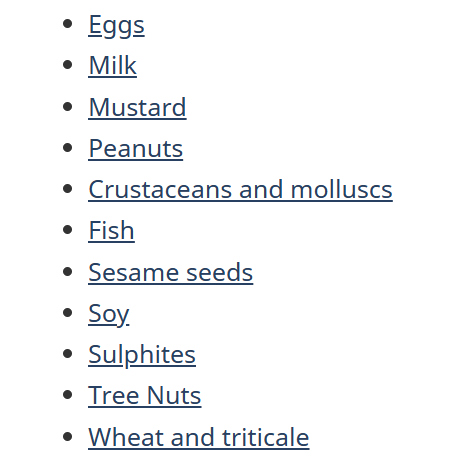 Eggs
Milk
Mustard
Peanuts
Crustaceans and molluscs
Fish
Sesame seeds
Soy
Sulphites
Tree Nuts
Wheat and triticale